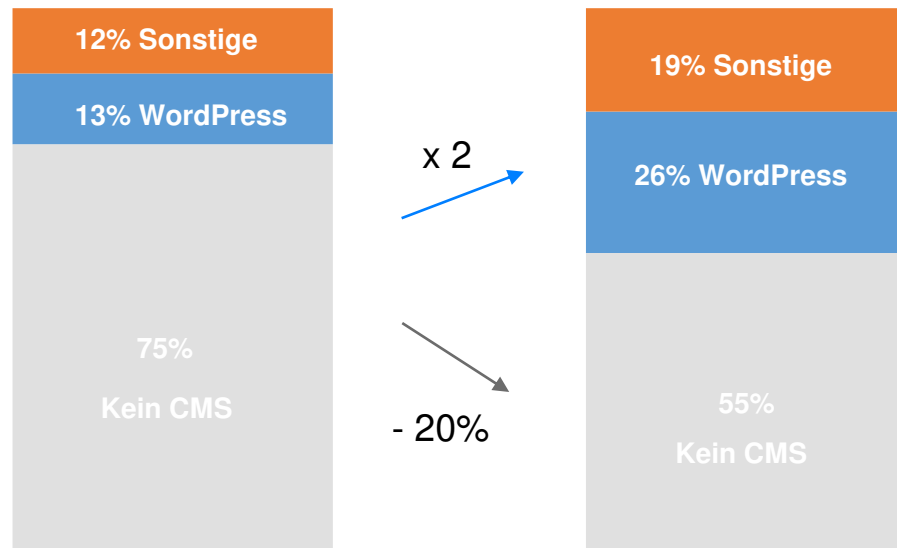 12% Sonstige
13% WordPress
75%
Kein CMS
x 2
- 20%
19% Sonstige
26% WordPress
55%
Kein CMS